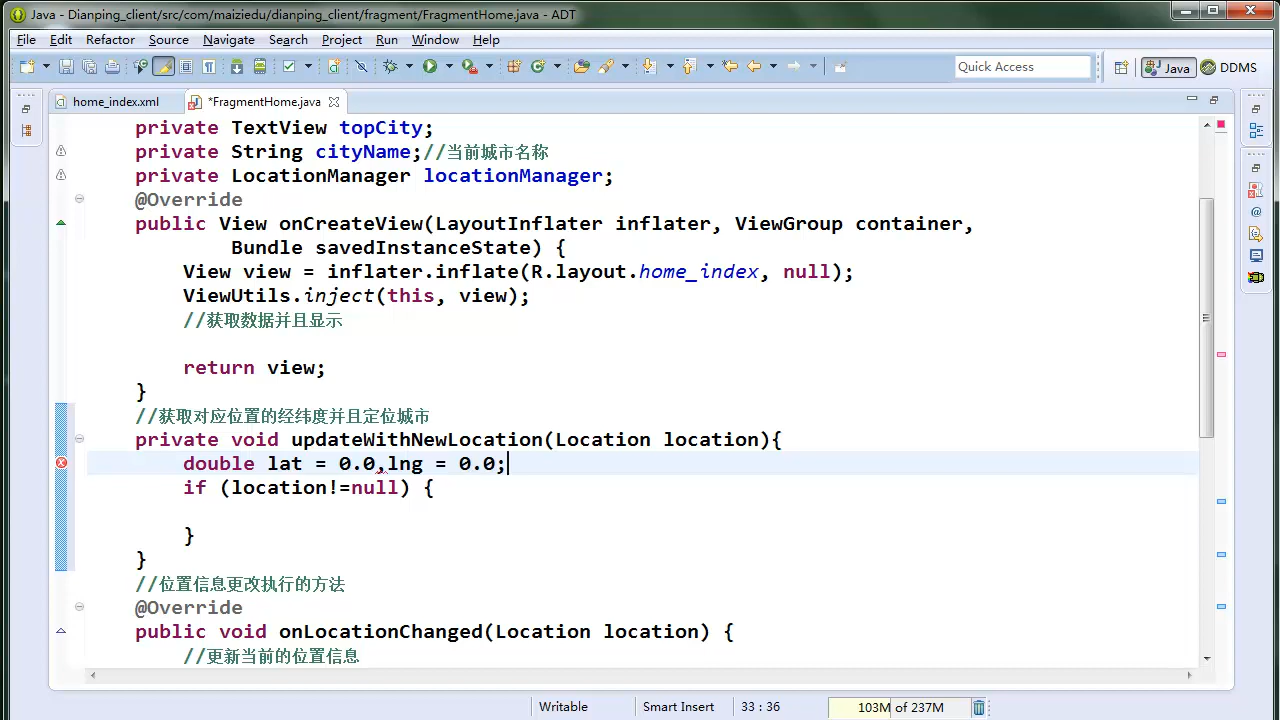 Java - Dianping_client/src/com/maiziedu/dianping_client/fragment/FragmentHome.java - ADT
File Edit Refactor Source Navigate Search Project Run Window Help
Quick Access
Java
DDMS
home_index.xml
*FragmentHome.java
private TextView topCity;
private String cityName;//当前城市名称
private LocationManager locationManager;
@Override
public View onCreateView(LayoutInflater inflater, ViewGroup container,
Bundle savedInstanceState) {
View view = inflater.inflate(R.layout.home_index, null);
ViewUtils.inject(this, view);
//获取数据并且显示
return view;
}
//获取对应位置的经纬度并且定位城市
private void updateWithNewLocation(Location location){
double lat = 0.0,lng = 0.0;
if (location!=null) {
}
}
//位置信息更改执行的方法
@Override
public void onLocationChanged(Location location) {
//更新当前的位置信息
Writable
Smart Insert
33 : 36
103M of 237M